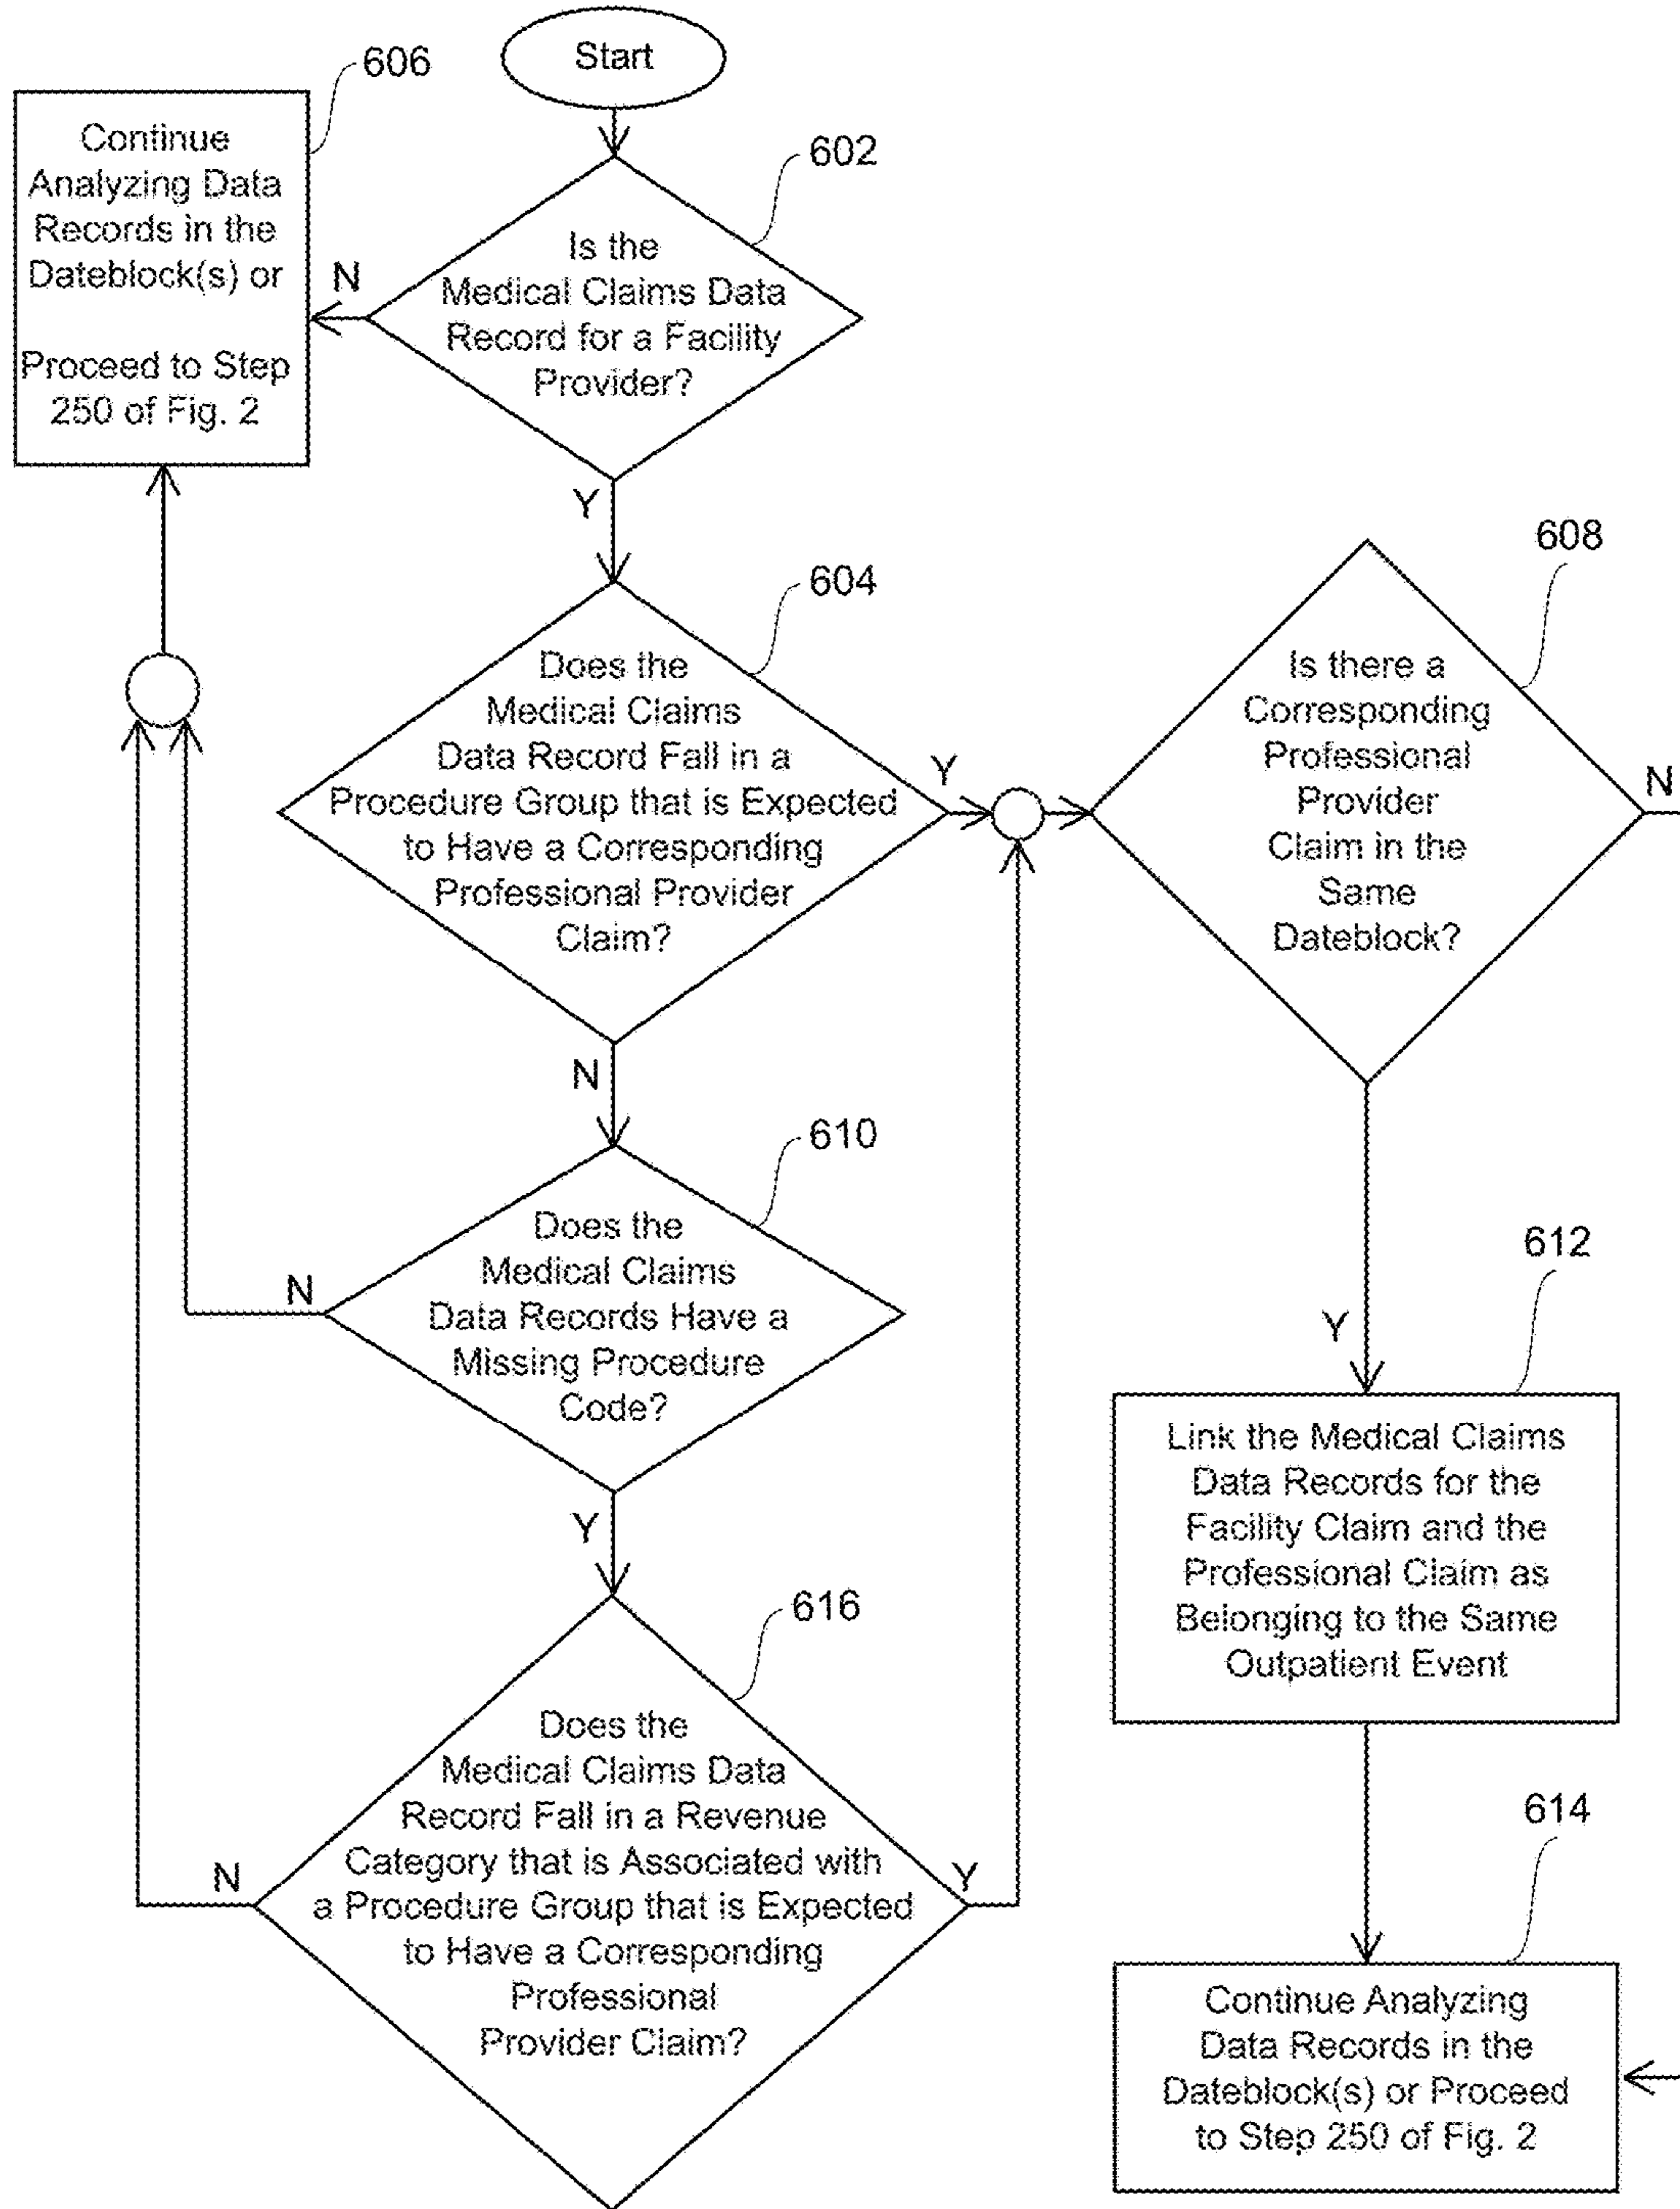 Start
606
Continue
Analyzing Data
Records in the
Dateblock(s) or
Proceed to Step
250 of Fig. 2
602
Is the
Medical Claims Data
Record for a Facility
Provider?
N
Y
604
Does the
Medical Claims
Data Record Fall in a
Procedure Group that is Expected
to Have a Corresponding
Professional Provider
Claim?
Y
N
608
Is there a
Corresponding
Professional
Provider
Claim in the
Same
Dateblock?
N
Y
610
Does the
Medical Claims
Data Records Have a
Missing Procedure
Code?
N
Y
612
Link the Medical Claims
Data Records for the
Facility Claim and the
Professional Claim as
Belonging to the Same
Outpatient Event
616
Does the
Medical Claims Data
Record Fall in a Revenue
Category that is Associated with
a Procedure Group that is Expected
to Have a Corresponding
Professional
Provider Claim?
N
Y
614
Continue Analyzing
Data Records in the
Dateblock(s) or Proceed
to Step 250 of Fig. 2